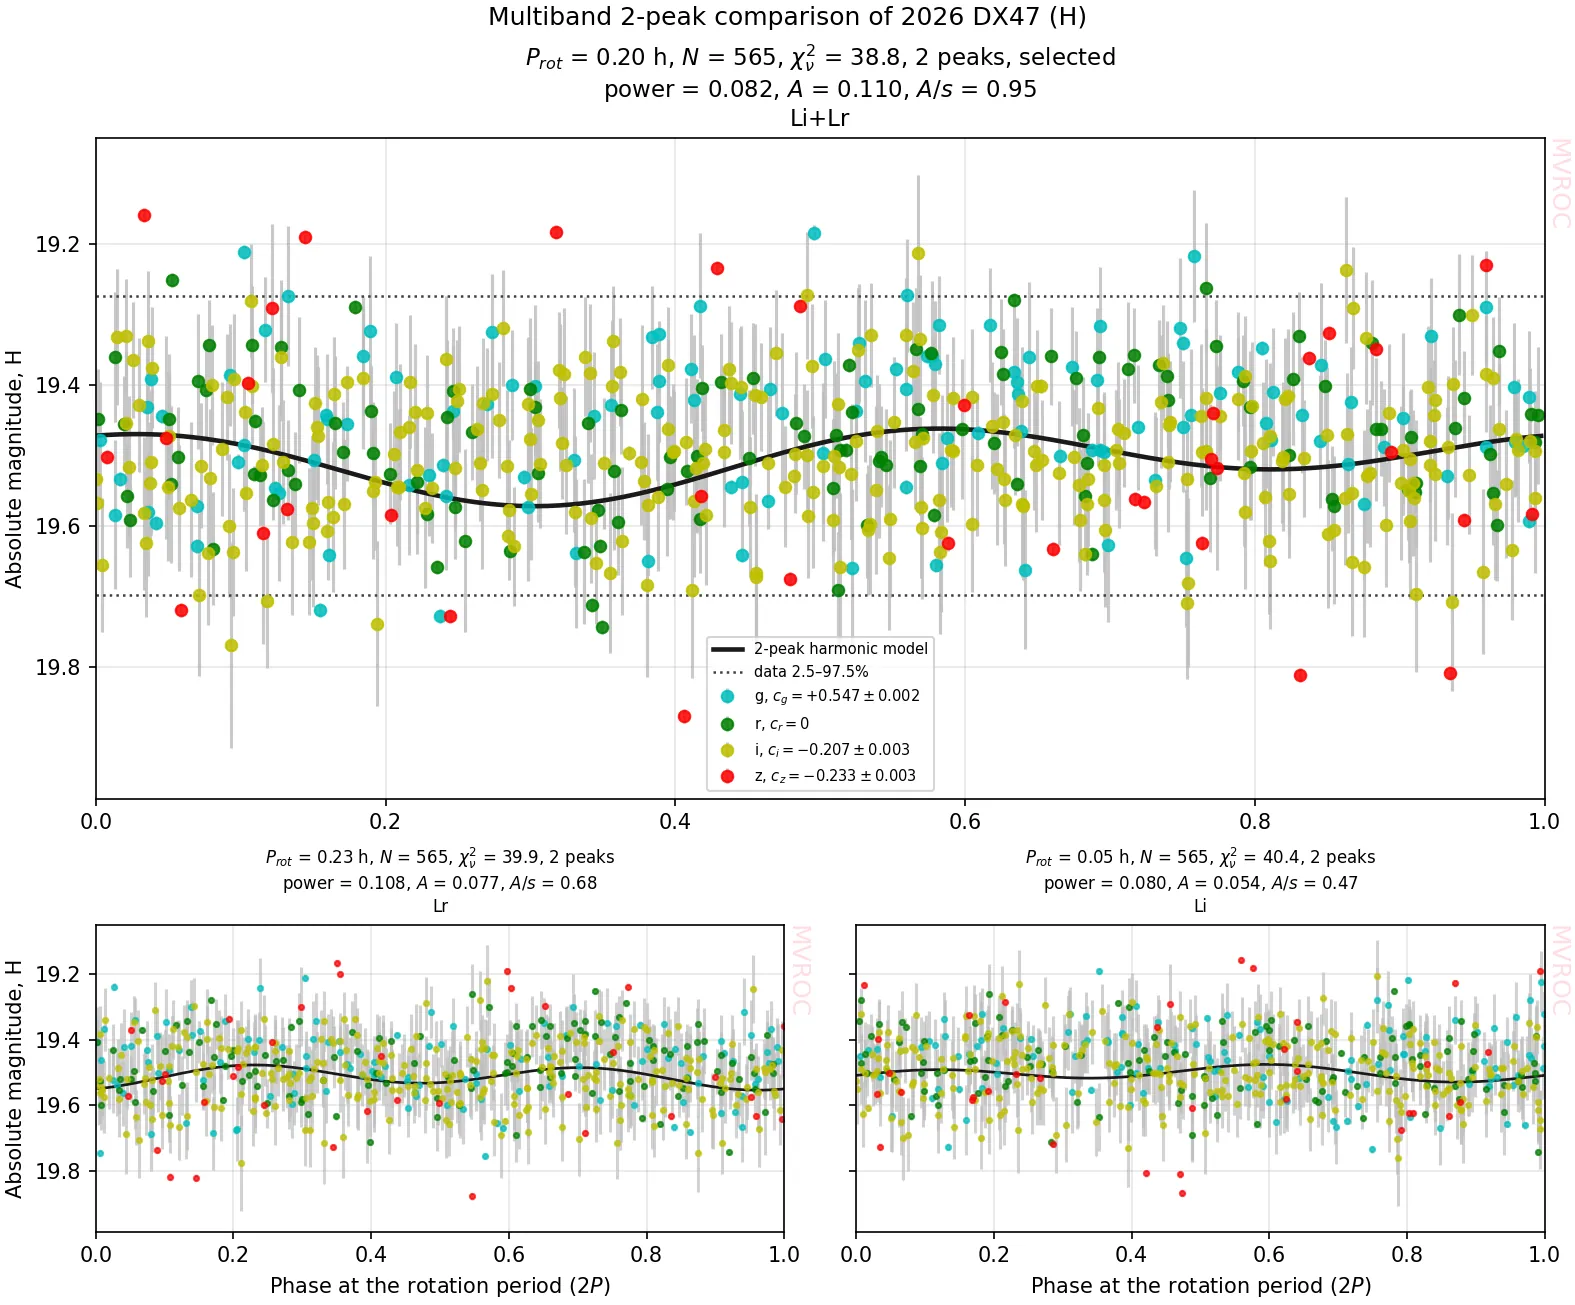 Multiband 2-peak comparison of 2026 DX47 (H)
P_rot = 0.20 h, N = 565, χ²_ν = 38.8, 2 peaks, selected
power = 0.082, A = 0.110, A/s = 0.95
Li+Lr
MVROC
Absolute magnitude, H
19.2
19.4
19.6
19.8
2-peak harmonic model
data 2.5–97.5%
g, c_g = +0.547 ± 0.002
r, c_r = 0
i, c_i = −0.207 ± 0.003
z, c_z = −0.233 ± 0.003
0.0 0.2 0.4 0.6 0.8 1.0
P_rot = 0.23 h, N = 565, χ²_ν = 39.9, 2 peaks
power = 0.108, A = 0.077, A/s = 0.68
Lr
MVROC
Absolute magnitude, H
19.2
19.4
19.6
19.8
0.0 0.2 0.4 0.6 0.8 1.0
Phase at the rotation period (2P)
P_rot = 0.05 h, N = 565, χ²_ν = 40.4, 2 peaks
power = 0.080, A = 0.054, A/s = 0.47
Li
MVROC
0.0 0.2 0.4 0.6 0.8 1.0
Phase at the rotation period (2P)